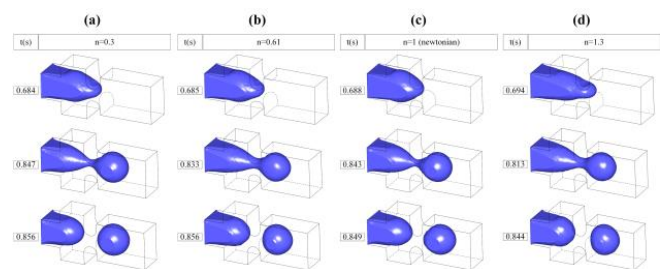 (a) (b) (c) (d)
t(s) n=0.3 t(s) n=0.61 t(s) n=1 (newtonian) t(s) n=1.3
0.684 0.685 0.688 0.694
0.847 0.833 0.843 0.813
0.856 0.856 0.849 0.844